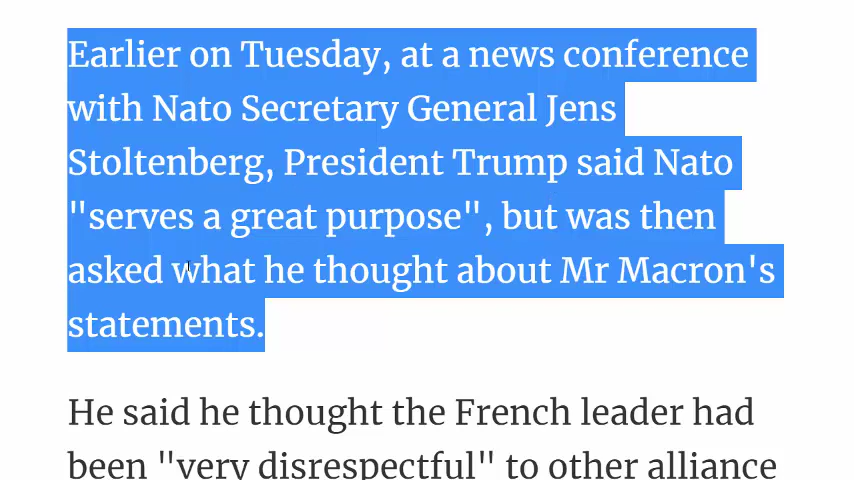 Earlier on Tuesday, at a news conference
with Nato Secretary General Jens
Stoltenberg, President Trump said Nato
"serves a great purpose", but was then
asked what he thought about Mr Macron's
statements.
He said he thought the French leader had
been "very disrespectful" to other alliance